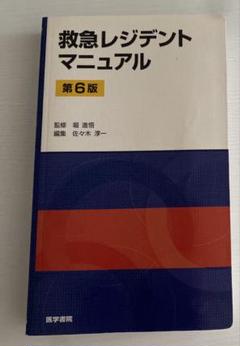 救急レジデント
マニュアル
第6版
監修 堀 進悟
編集 佐々木 淳一
医学書院